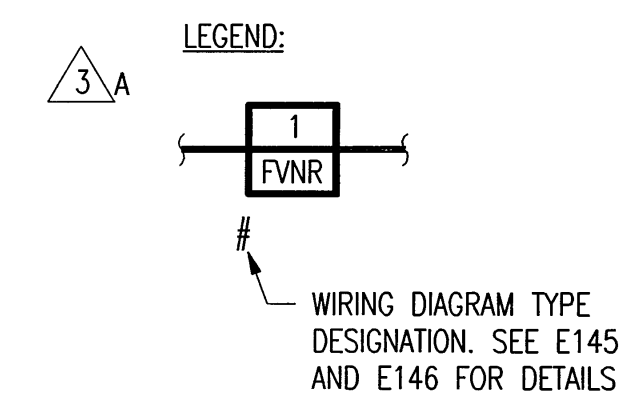 LEGEND:
3 A
1
FVNR
#
WIRING DIAGRAM TYPE
DESIGNATION. SEE E145
AND E146 FOR DETAILS